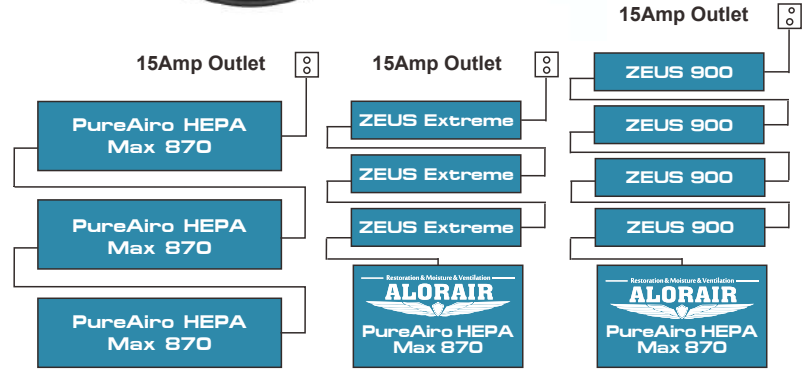 15Amp Outlet
PureAiro HEPA
Max 870
PureAiro HEPA
Max 870
PureAiro HEPA
Max 870
15Amp Outlet
ZEUS Extreme
ZEUS Extreme
ZEUS Extreme
Restoration & Moisture & Ventilation
ALORAIR
PureAiro HEPA
Max 870
15Amp Outlet
ZEUS 900
ZEUS 900
ZEUS 900
ZEUS 900
Restoration & Moisture & Ventilation
ALORAIR
PureAiro HEPA
Max 870